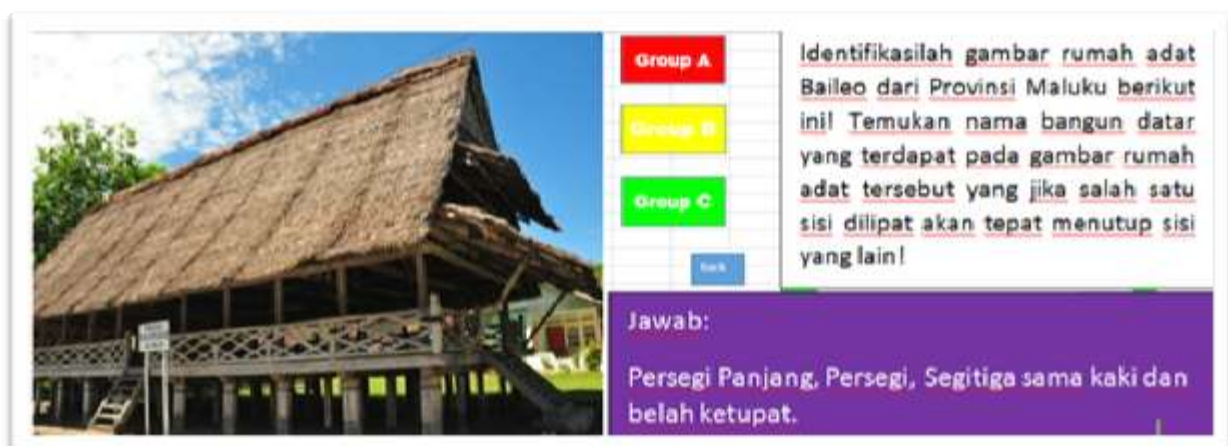 Group A
Group B
Group C
Back
Identifikasilah gambar rumah adat
Baileo dari Provinsi Maluku berikut
ini! Temukan nama bangun datar
yang terdapat pada gambar rumah
adat tersebut yang jika salah satu
sisi dilipat akan tepat menutup sisi
yang lain!
Jawab:
Persegi Panjang, Persegi, Segitiga sama kaki dan
belah ketupat.